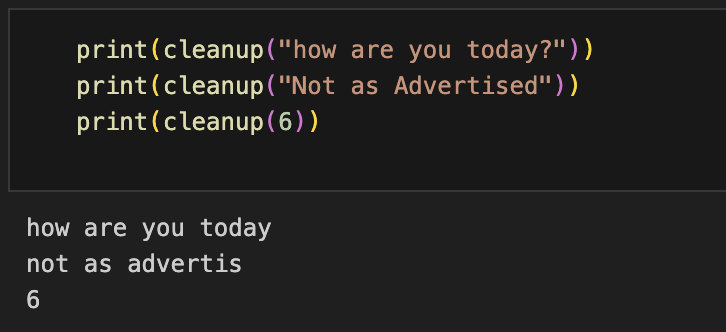 print(cleanup("how are you today?"))
print(cleanup("Not as Advertised"))
print(cleanup(6))
how are you today
not as advertis
6